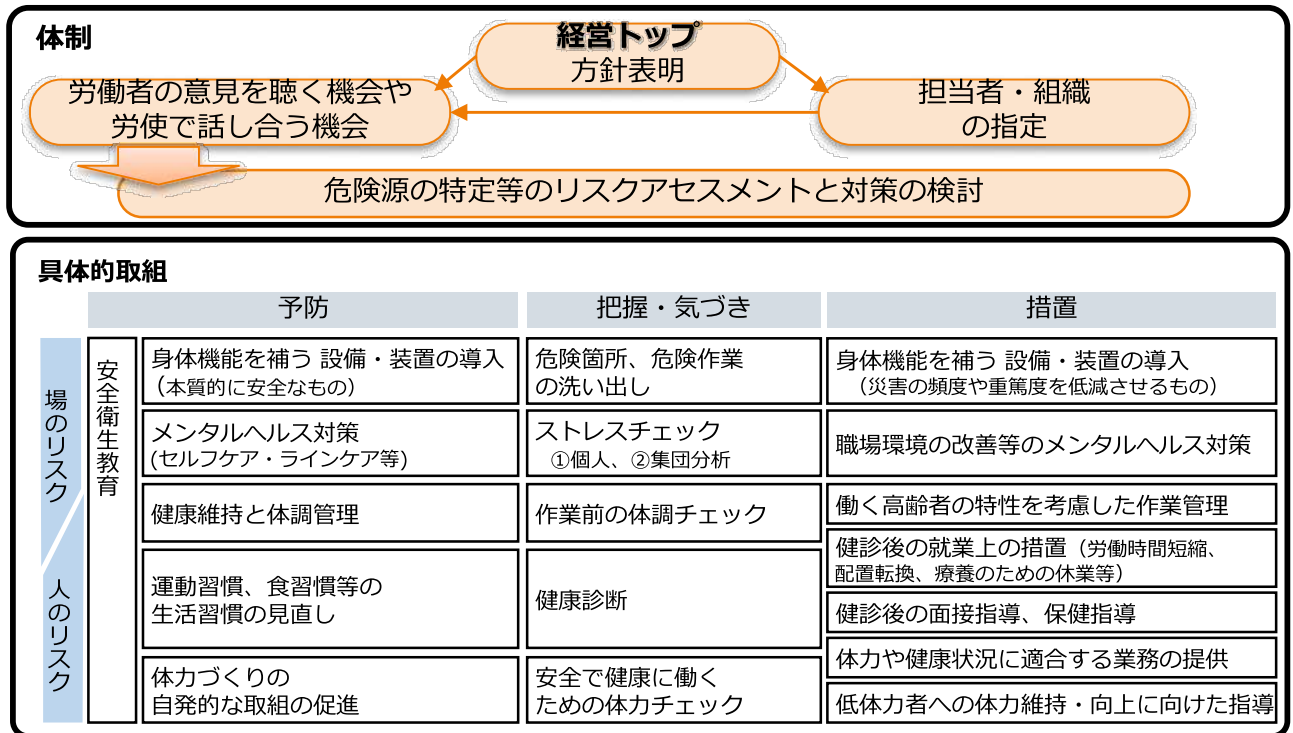 体制
経営トップ
方針表明
労働者の意見を聴く機会や
労使で話し合う機会
担当者・組織
の指定
危険源の特定等のリスクアセスメントと対策の検討
具体的取組
予防
把握・気づき
措置
場のリスク
人のリスク
安全衛生教育
身体機能を補う 設備・装置の導入
（本質的に安全なもの）
危険箇所、危険作業
の洗い出し
身体機能を補う 設備・装置の導入
（災害の頻度や重篤度を低減させるもの）
メンタルヘルス対策
(セルフケア・ラインケア等)
ストレスチェック
①個人、②集団分析
職場環境の改善等のメンタルヘルス対策
健康維持と体調管理
作業前の体調チェック
働く高齢者の特性を考慮した作業管理
運動習慣、食習慣等の
生活習慣の見直し
健康診断
健診後の就業上の措置（労働時間短縮、
配置転換、療養のための休業等）
健診後の面接指導、保健指導
体力づくりの
自発的な取組の促進
安全で健康に働く
ための体力チェック
体力や健康状況に適合する業務の提供
低体力者への体力維持・向上に向けた指導